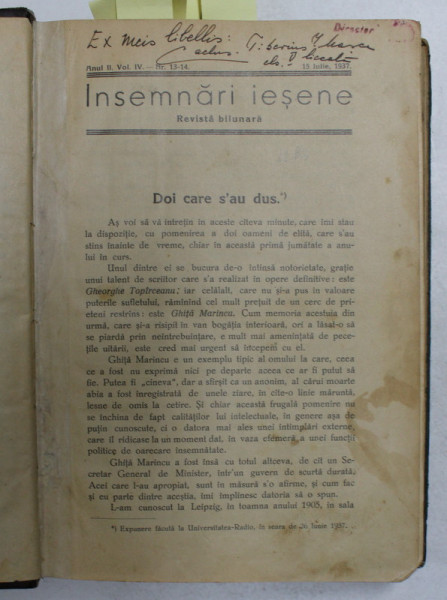 Director
Ex meis libellis:
Anul II. Vol. IV. — Nr. 13-14. 15 Iulie, 1937.
Insemnări ieșene
Revistă bilunară
Doi care s'au dus.*)
Aș voi să vă întrețin în aceste cîteva minute, care îmi stau
la dispoziție, cu pomenirea a doi oameni de elită, care s'au
stins înainte de vreme, chiar în această primă jumătate a anu-
lui în curs.
Unul dintre ei se bucura de-o întinsă notorietate, grație
unui talent de scriitor care s'a realizat în opere definitive: este
Gheorghe Topîrceanu; iar celălalt, care nu și-a pus în valoare
puterile sufletului, rămînînd cel mult prețuit de un cerc de pri-
eteni restrîns: este Ghiță Marincu. Cum memoria acestuia din
urmă, care și-a risipit în van bogăția interioară, ori a lăsat-o să
se piardă prin neîntrebuințare, e mult mai amenințată de pece-
țile uitării, este cred mai urgent să începem cu el.
Ghiță Marincu e un exemplu tipic al omului la care, ceea
ce a fost nu exprimă nici pe departe aceea ce ar fi putut să
fie. Putea fi „cineva”, dar a sfîrșit ca un anonim, al cărui moarte
abia a fost înregistrată de unele ziare, în cîte-o linie măruntă,
lesne de omis la cetire. Și chiar această frugală pomenire nu
se închina de fapt calităților lui intelectuale, în genere așa de
puțin cunoscute, ci o datora mai ales unei întîmplări externe,
care îl ridicase la un moment dat, în vaza efemeră a unei funcții
politice de oarecare însemnătate.
Ghiță Marincu a fost însă cu totul altceva, de cît un Se-
cretar General de Minister, într'un guvern de scurtă durată.
Acei care l-au apropiat, sunt în măsură s'o afirme, și cum fac
și eu parte dintre aceștia, îmi împlinesc datoria să o spun.
L-am cunoscut la Leipzig, în toamna anului 1905, în sala
*) Expunere făcută la Universitatea-Radio, în seara de Iunie 1937.